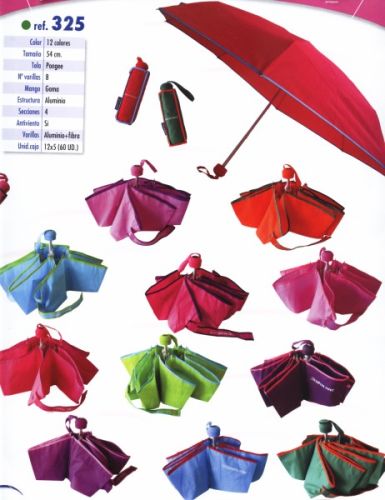 ref. 325
Color 12 colores
Tamaño 54 cm.
Tela Pongee
Nº varillas 8
Mango Goma
Estructura Aluminio
Secciones 4
Antiviento Si
Varillas Aluminio+fibra
Unid.caja 12x5 (60 UD.)